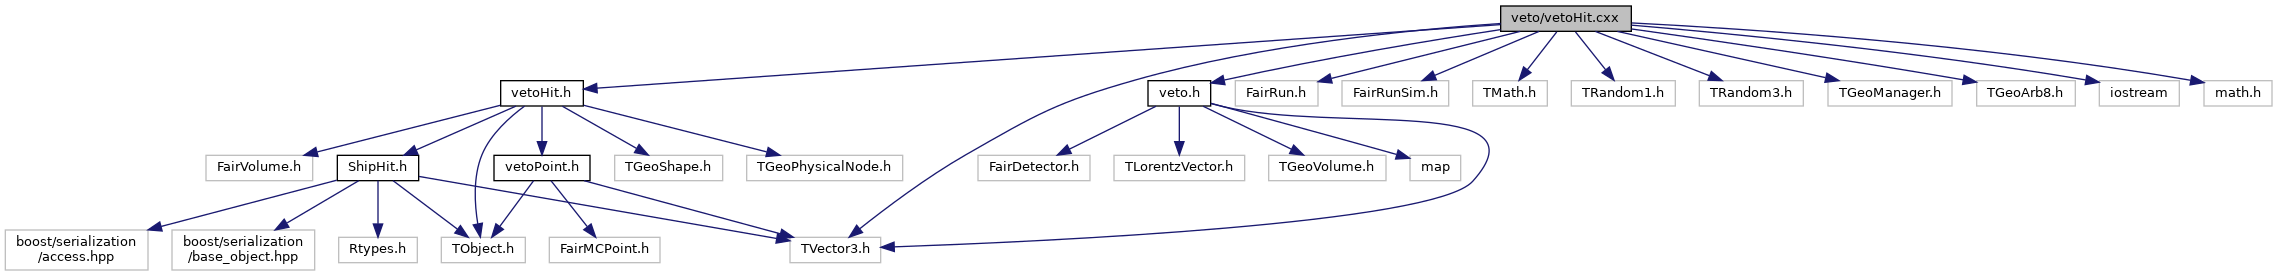 veto/vetoHit.cxx
vetoHit.h
veto.h
FairRun.h
FairRunSim.h
TMath.h
TRandom1.h
TRandom3.h
TGeoManager.h
TGeoArb8.h
iostream
math.h
FairVolume.h
ShipHit.h
vetoPoint.h
TGeoShape.h
TGeoPhysicalNode.h
FairDetector.h
TLorentzVector.h
TGeoVolume.h
map
boost/serialization
/access.hpp
boost/serialization
/base_object.hpp
Rtypes.h
TObject.h
FairMCPoint.h
TVector3.h